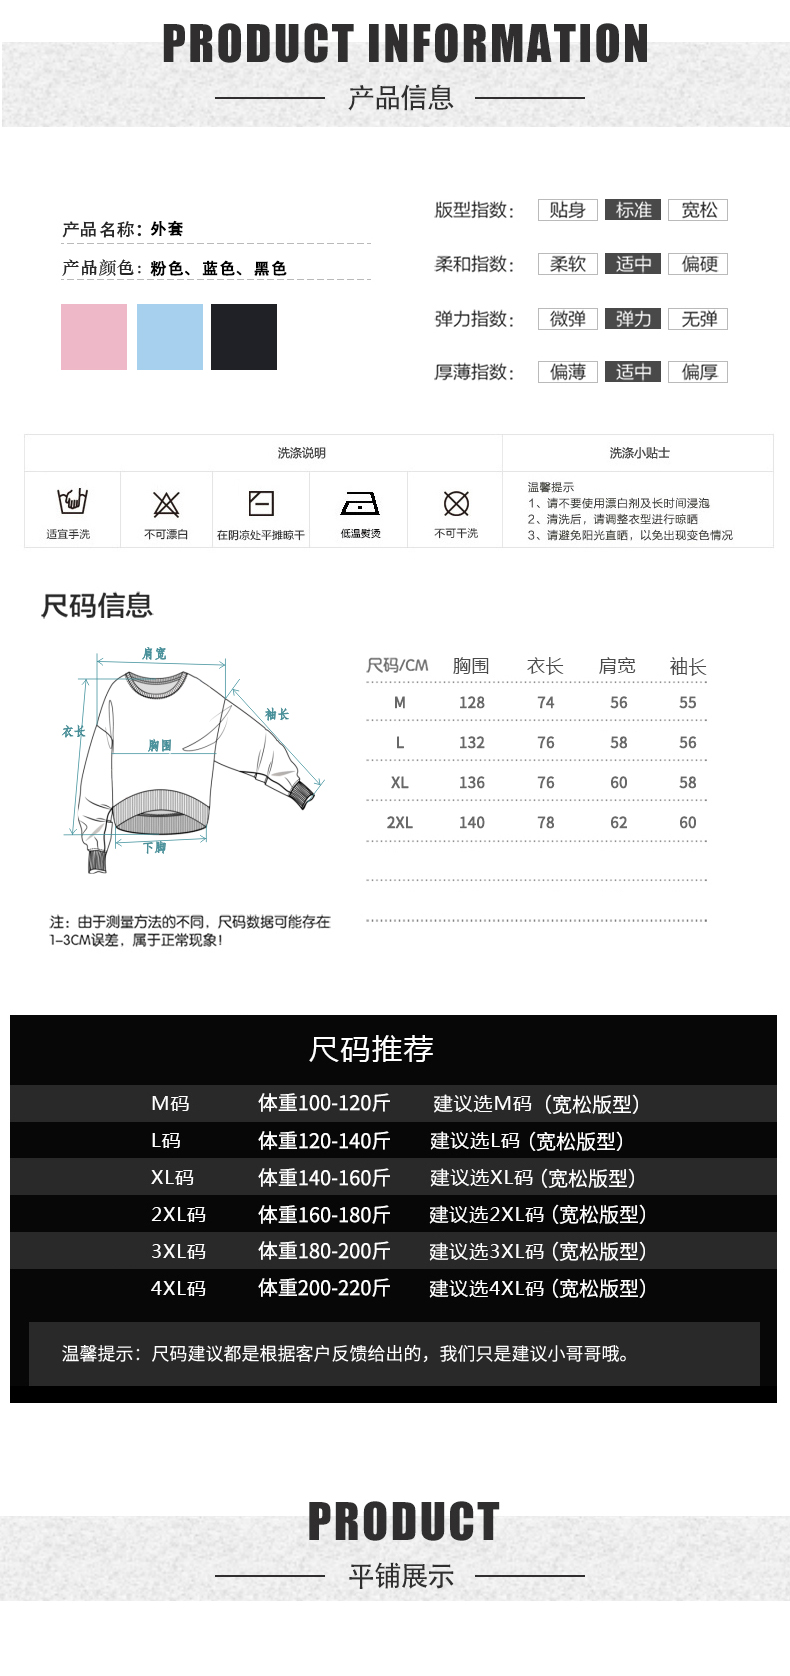 PRODUCT INFORMATION
产品信息
产品名称：外套
产品颜色：粉色、蓝色、黑色
版型指数： 贴身 标准 宽松
柔和指数： 柔软 适中 偏硬
弹力指数： 微弹 弹力 无弹
厚薄指数： 偏薄 适中 偏厚
洗涤说明 洗涤小贴士
适宜手洗 不可漂白 在阴凉处平摊晾干 低温熨烫 不可干洗
温馨提示
1、请不要使用漂白剂及长时间浸泡
2、清洗后，请调整衣型进行晾晒
3、请避免阳光直晒，以免出现变色情况
尺码信息
肩宽
袖长
衣长
胸围
下脚
尺码/CM 胸围 衣长 肩宽 袖长
M 128 74 56 55
L 132 76 58 56
XL 136 76 60 58
2XL 140 78 62 60
注：由于测量方法的不同，尺码数据可能存在
1-3CM误差，属于正常现象！
尺码推荐
M码 体重100-120斤 建议选M码（宽松版型）
L码 体重120-140斤 建议选L码（宽松版型）
XL码 体重140-160斤 建议选XL码（宽松版型）
2XL码 体重160-180斤 建议选2XL码（宽松版型）
3XL码 体重180-200斤 建议选3XL码（宽松版型）
4XL码 体重200-220斤 建议选4XL码（宽松版型）
温馨提示：尺码建议都是根据客户反馈给出的，我们只是建议小哥哥哦。
PRODUCT
平铺展示